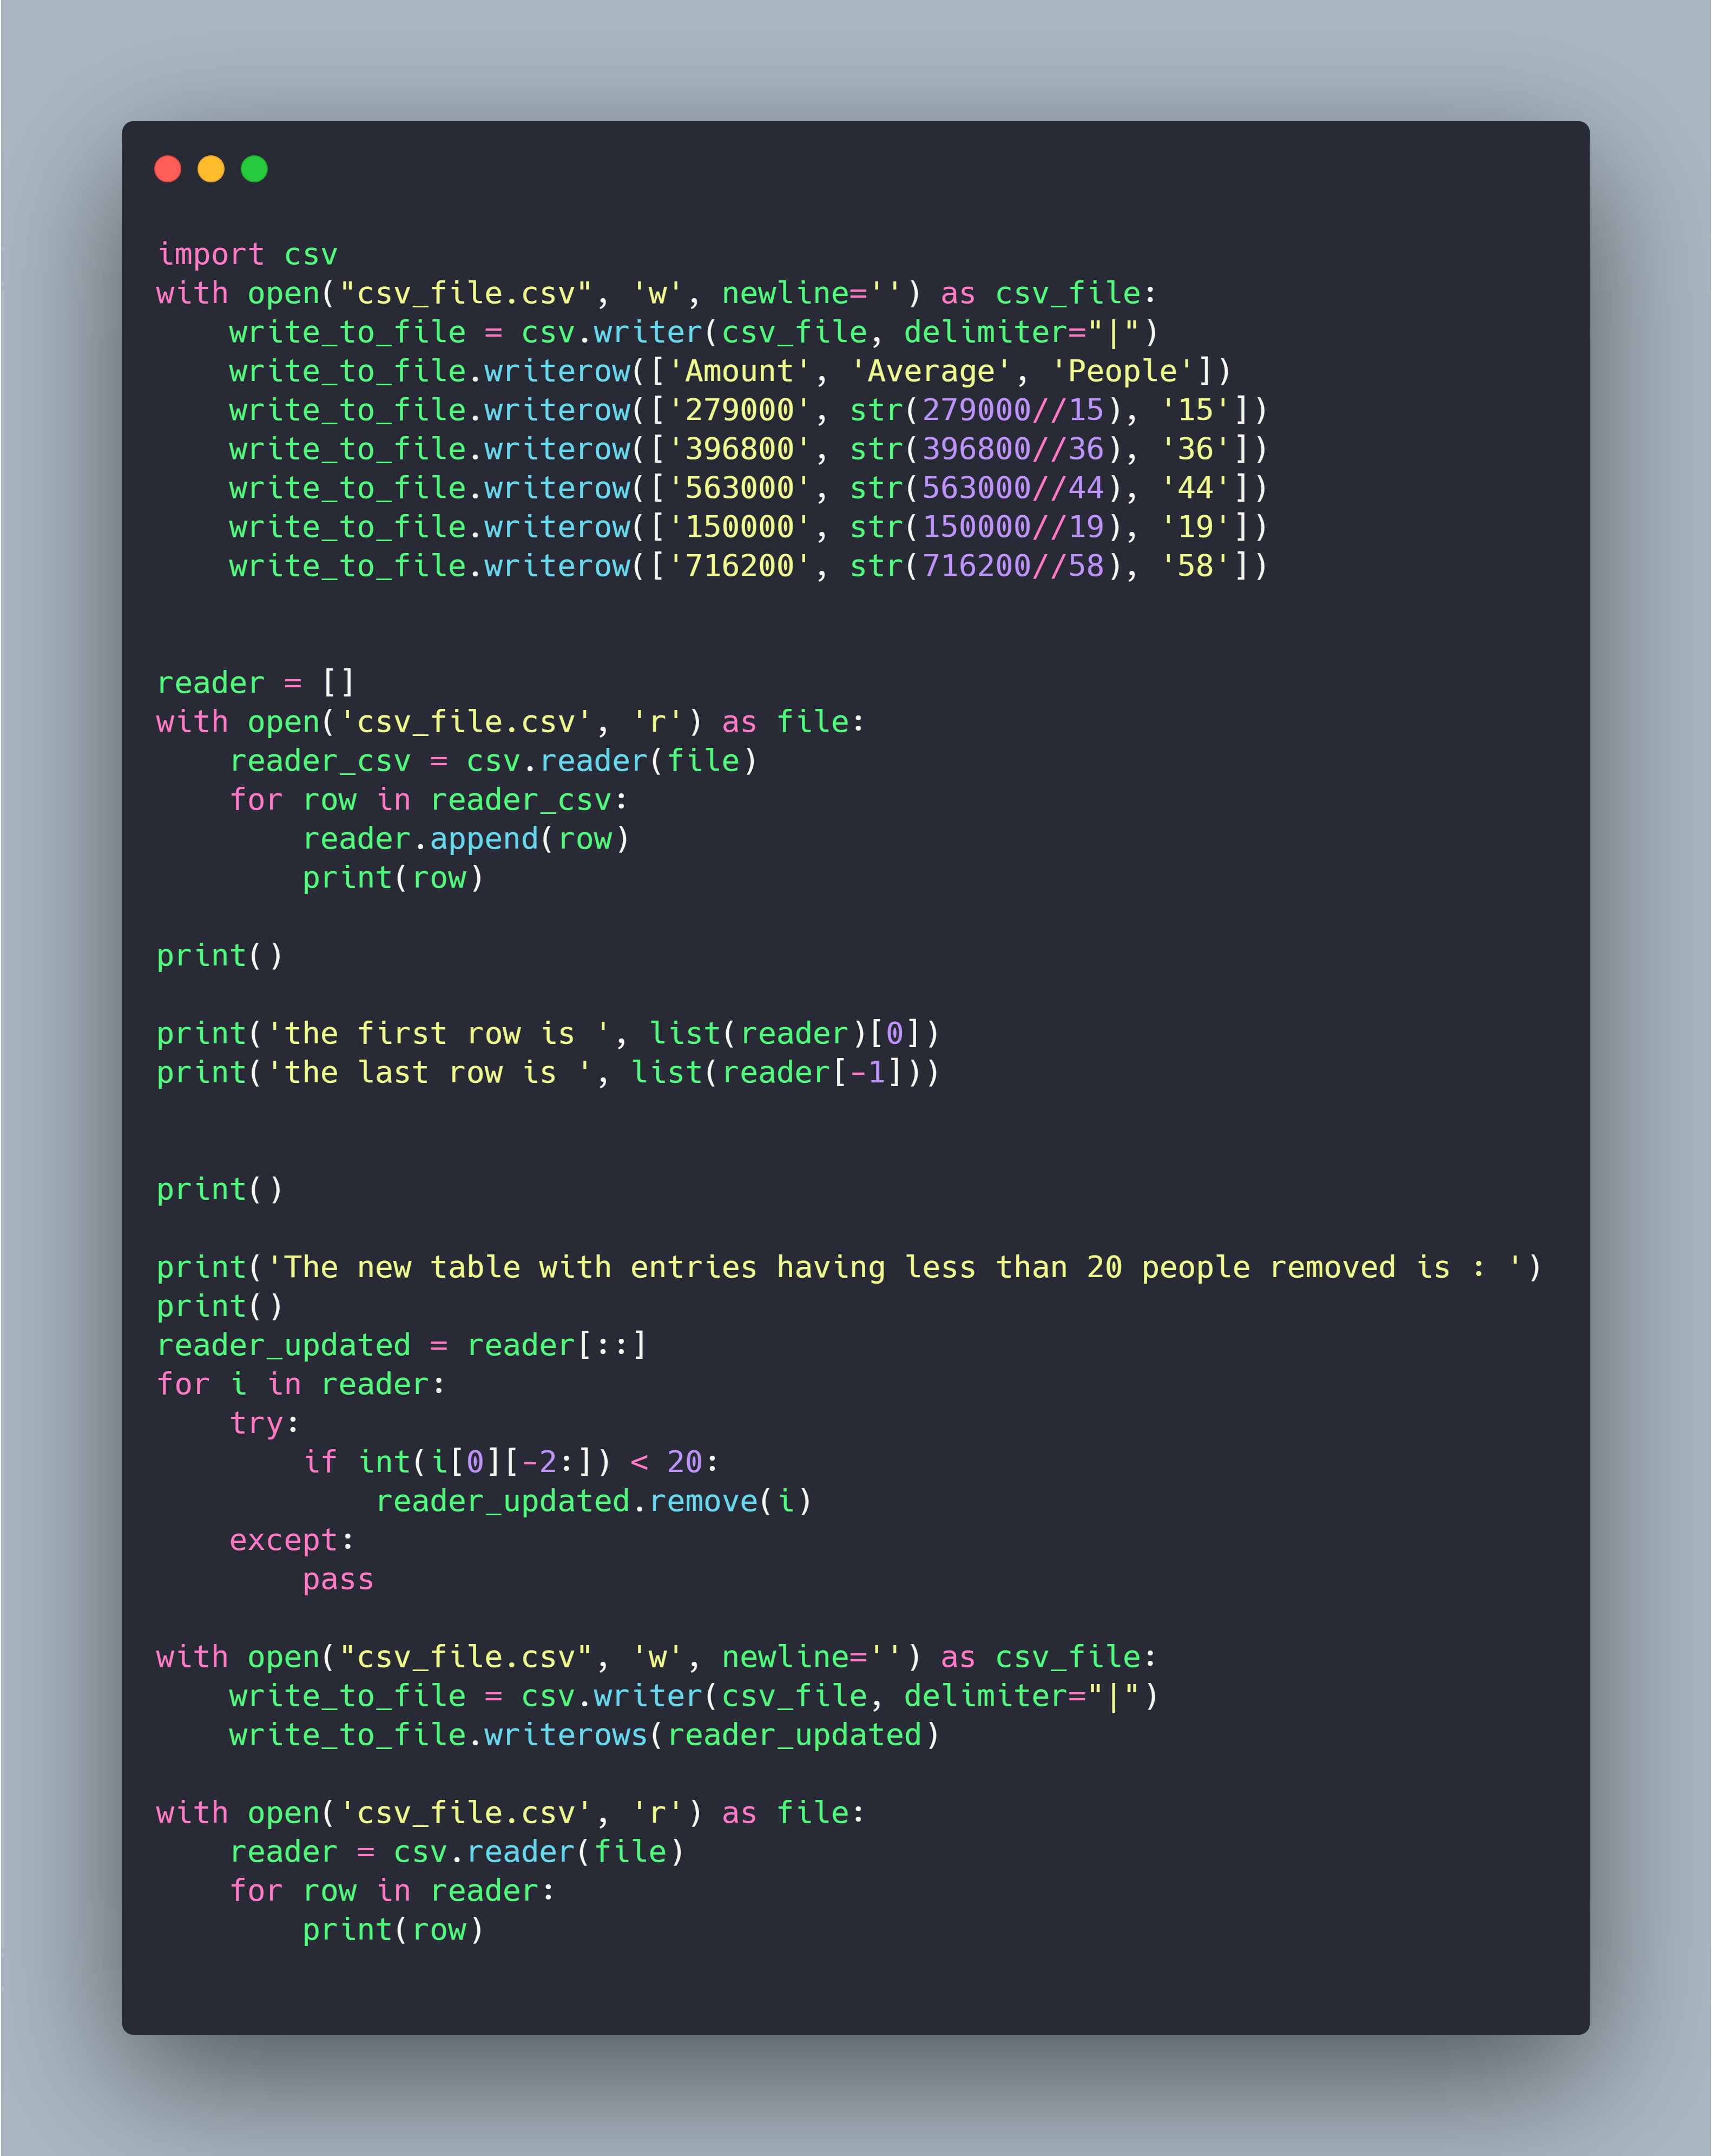 import csv
with open("csv_file.csv", 'w', newline='') as csv_file:
    write_to_file = csv.writer(csv_file, delimiter="|")
    write_to_file.writerow(['Amount', 'Average', 'People'])
    write_to_file.writerow(['279000', str(279000//15), '15'])
    write_to_file.writerow(['396800', str(396800//36), '36'])
    write_to_file.writerow(['563000', str(563000//44), '44'])
    write_to_file.writerow(['150000', str(150000//19), '19'])
    write_to_file.writerow(['716200', str(716200//58), '58'])
reader = []
with open('csv_file.csv', 'r') as file:
    reader_csv = csv.reader(file)
    for row in reader_csv:
        reader.append(row)
        print(row)
print()
print('the first row is ', list(reader)[0])
print('the last row is ', list(reader[-1]))
print()
print('The new table with entries having less than 20 people removed is : ')
print()
reader_updated = reader[::]
for i in reader:
    try:
        if int(i[0][-2:]) < 20:
            reader_updated.remove(i)
    except:
        pass
with open("csv_file.csv", 'w', newline='') as csv_file:
    write_to_file = csv.writer(csv_file, delimiter="|")
    write_to_file.writerows(reader_updated)
with open('csv_file.csv', 'r') as file:
    reader = csv.reader(file)
    for row in reader:
        print(row)